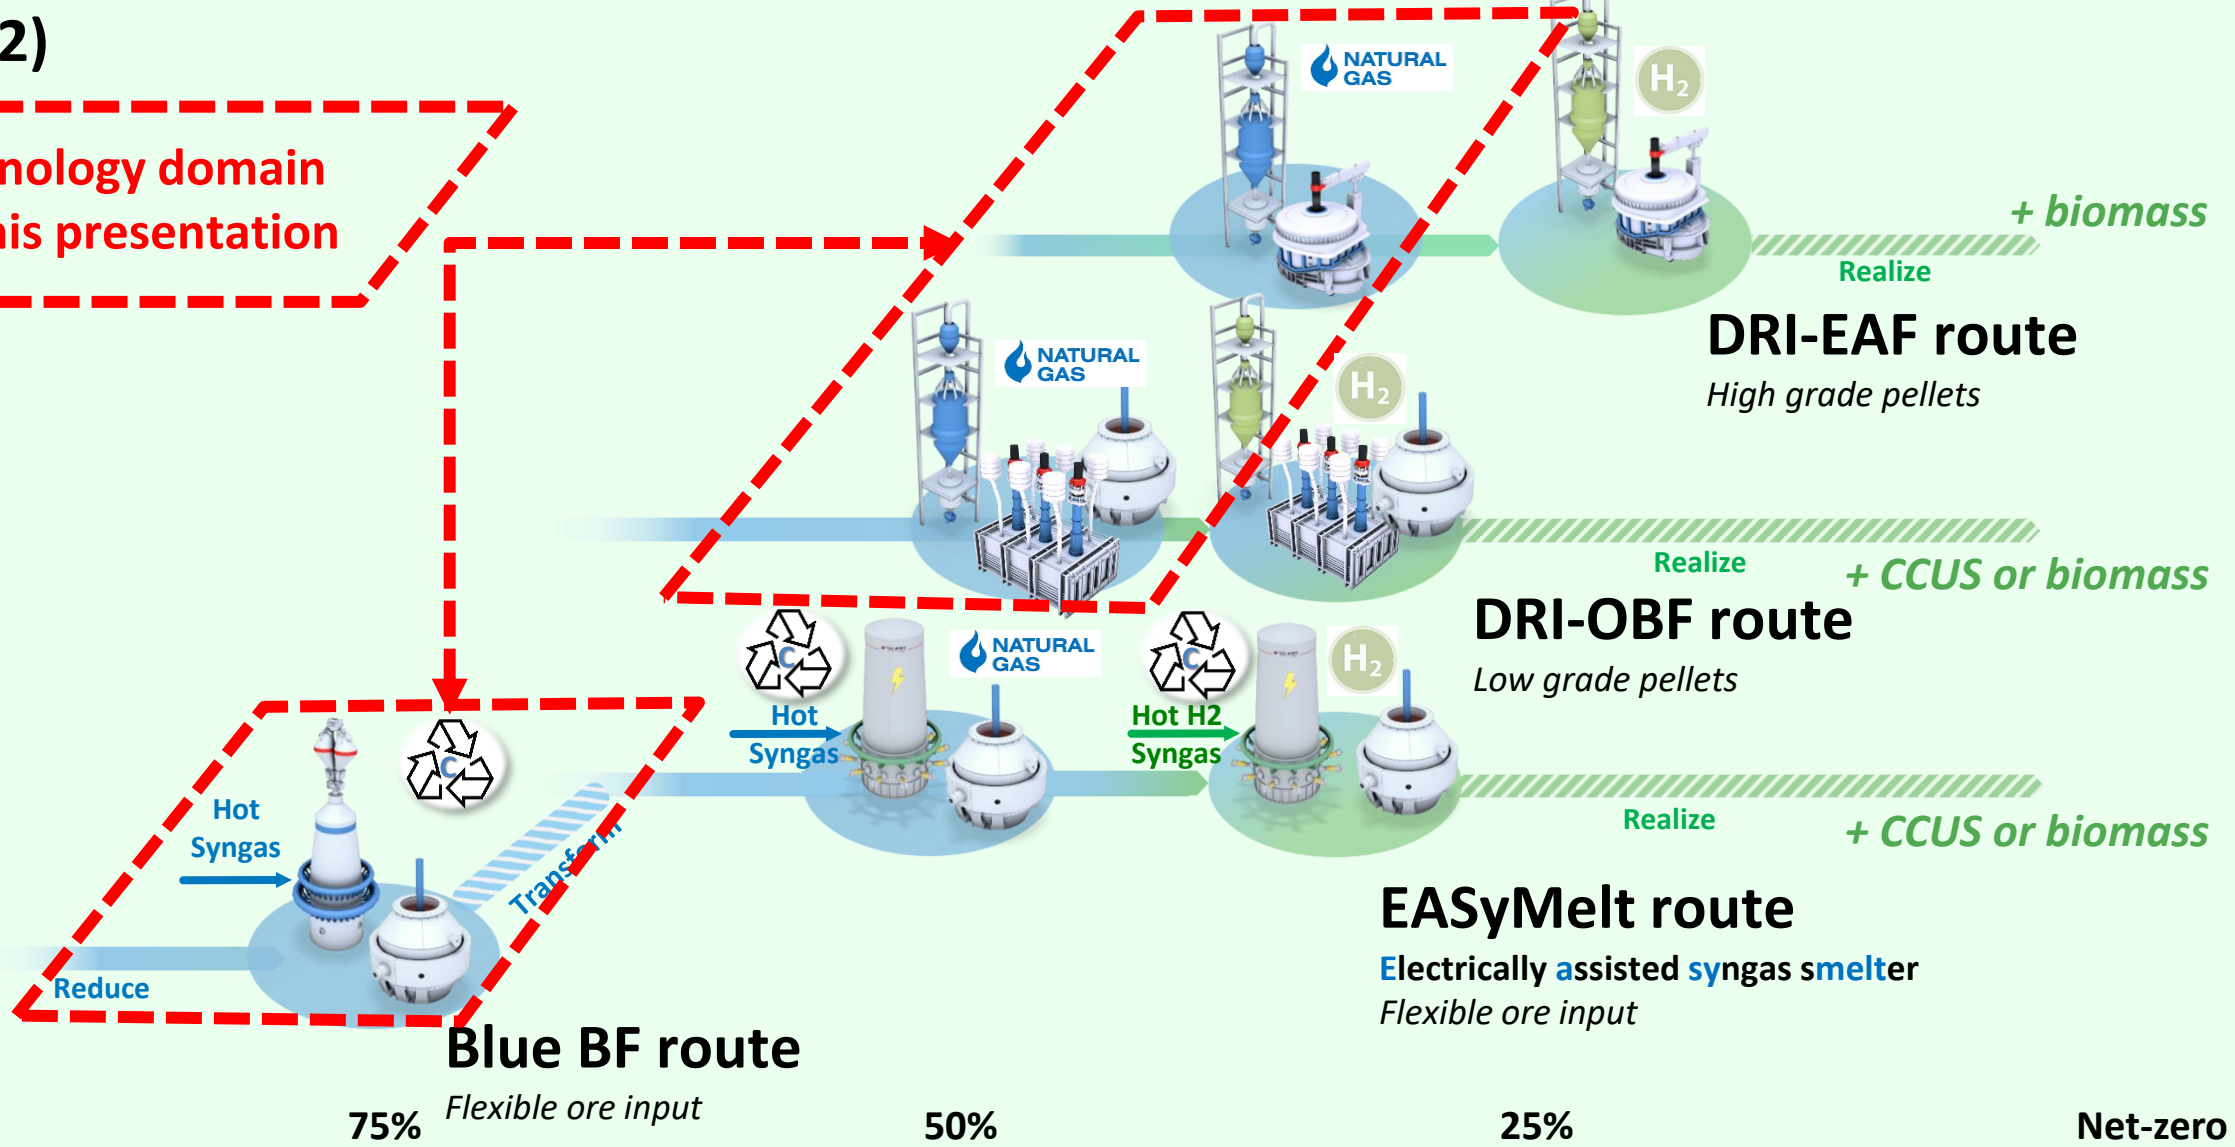 2)
nology domain
his presentation
NATURAL
GAS
H2
+ biomass
Realize
DRI-EAF route
High grade pellets
NATURAL
GAS
H2
Realize
+ CCUS or biomass
DRI-OBF route
Low grade pellets
C
Hot
Syngas
NATURAL
GAS
C
Hot H2
Syngas
H2
Realize
+ CCUS or biomass
EASyMelt route
Electrically assisted syngas smelter
Flexible ore input
C
Hot
Syngas
Transform
Reduce
Blue BF route
Flexible ore input
75%
50%
25%
Net-zero